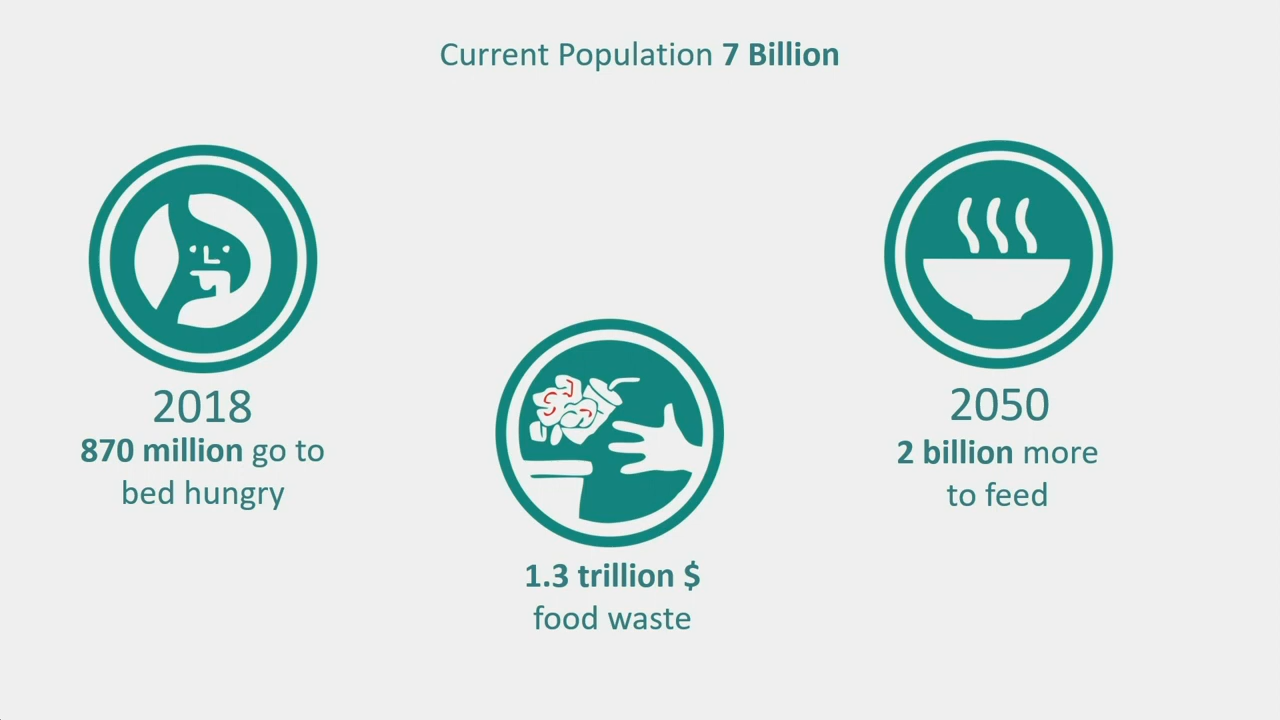 Current Population 7 Billion
2018
870 million go to
bed hungry
1.3 trillion $
food waste
2050
2 billion more
to feed